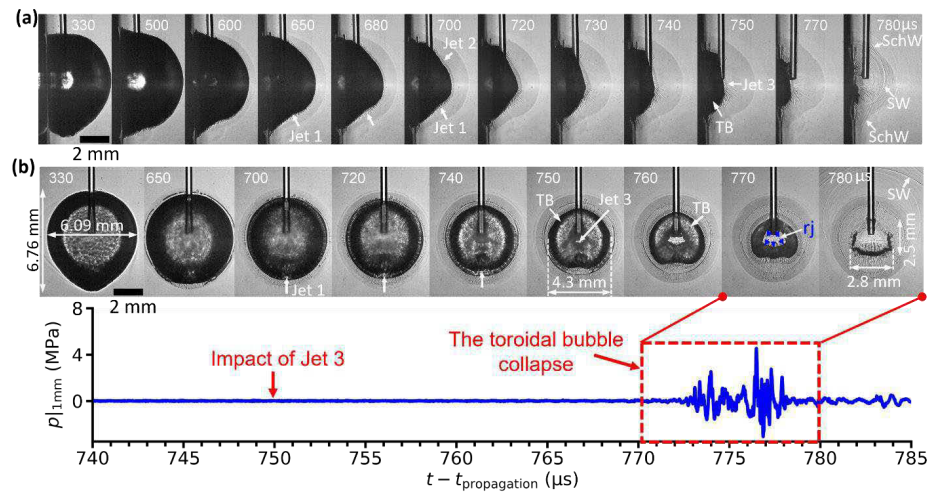 (a)
330 500 600 650 680 700 720 730 740 750 770 780μs
Jet 2
SchW
Jet 3
SW
Jet 1
Jet 1
TB
SchW
2 mm
(b)
330 650 700 720 740 750 760 770 780 μs
SW
TB
Jet 3
TB
6.09 mm
rj
6.76 mm
2.5 mm
Jet 1
4.3 mm
2.8 mm
2 mm
8
4
0
p|1mm (MPa)
Impact of Jet 3
The toroidal bubble
collapse
740 745 750 755 760 765 770 775 780 785
t − tpropagation (μs)